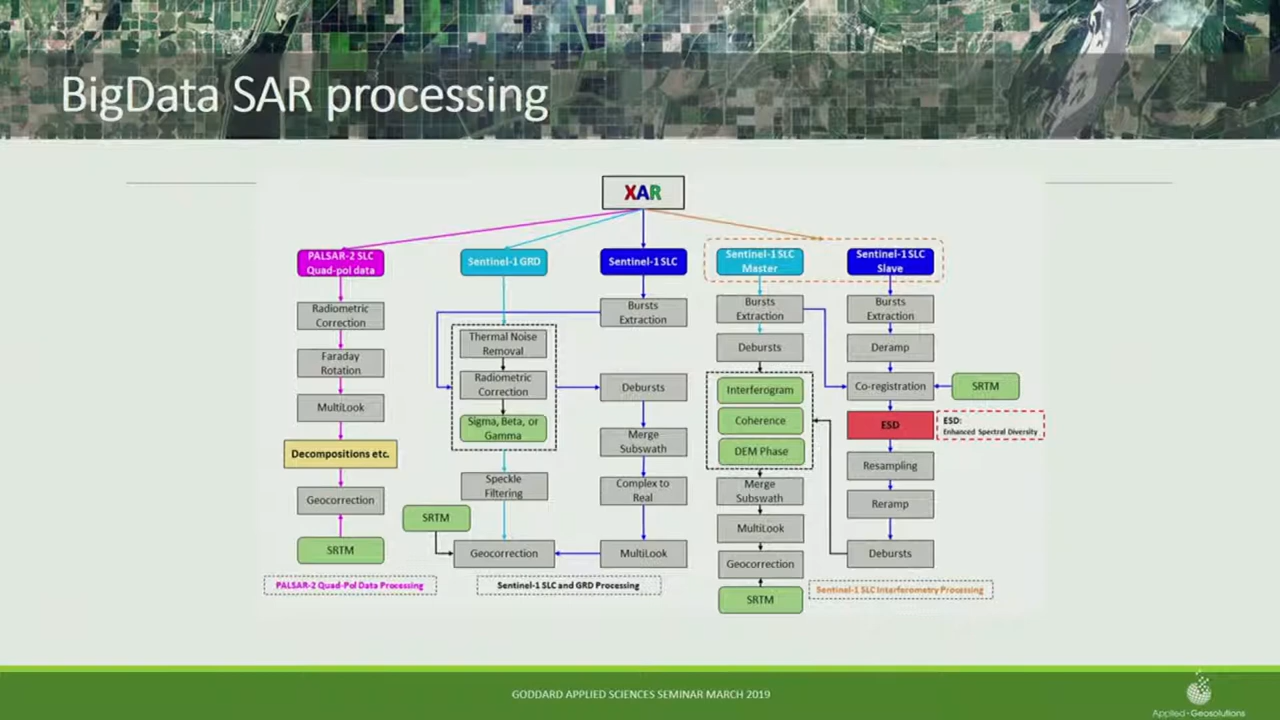 BigData SAR processing
XAR
PALSAR-2 SLC
Quad-pol data
Radiometric
Correction
Faraday
Rotation
MultiLook
Decompositions etc.
Geocorrection
SRTM
PALSAR-2 Quad-Pol Data Processing
Sentinel-1 GRD
Thermal Noise
Removal
Radiometric
Correction
Sigma, Beta, or
Gamma
Speckle
Filtering
SRTM
Geocorrection
Sentinel-1 SLC
Bursts
Extraction
Debursts
Merge
Subswath
Complex to
Real
MultiLook
Sentinel-1 SLC and GRD Processing
Sentinel-1 SLC
Master
Bursts
Extraction
Debursts
Interferogram
Coherence
DEM Phase
Merge
Subswath
MultiLook
Geocorrection
SRTM
Sentinel-1 SLC
Slave
Bursts
Extraction
Deramp
Co-registration
SRTM
ESD
ESD:
Enhanced Spectral Diversity
Resampling
Reramp
Debursts
Sentinel-1 SLC Interferometry Processing
GODDARD APPLIED SCIENCES SEMINAR MARCH 2019
Applied•Geosolutions